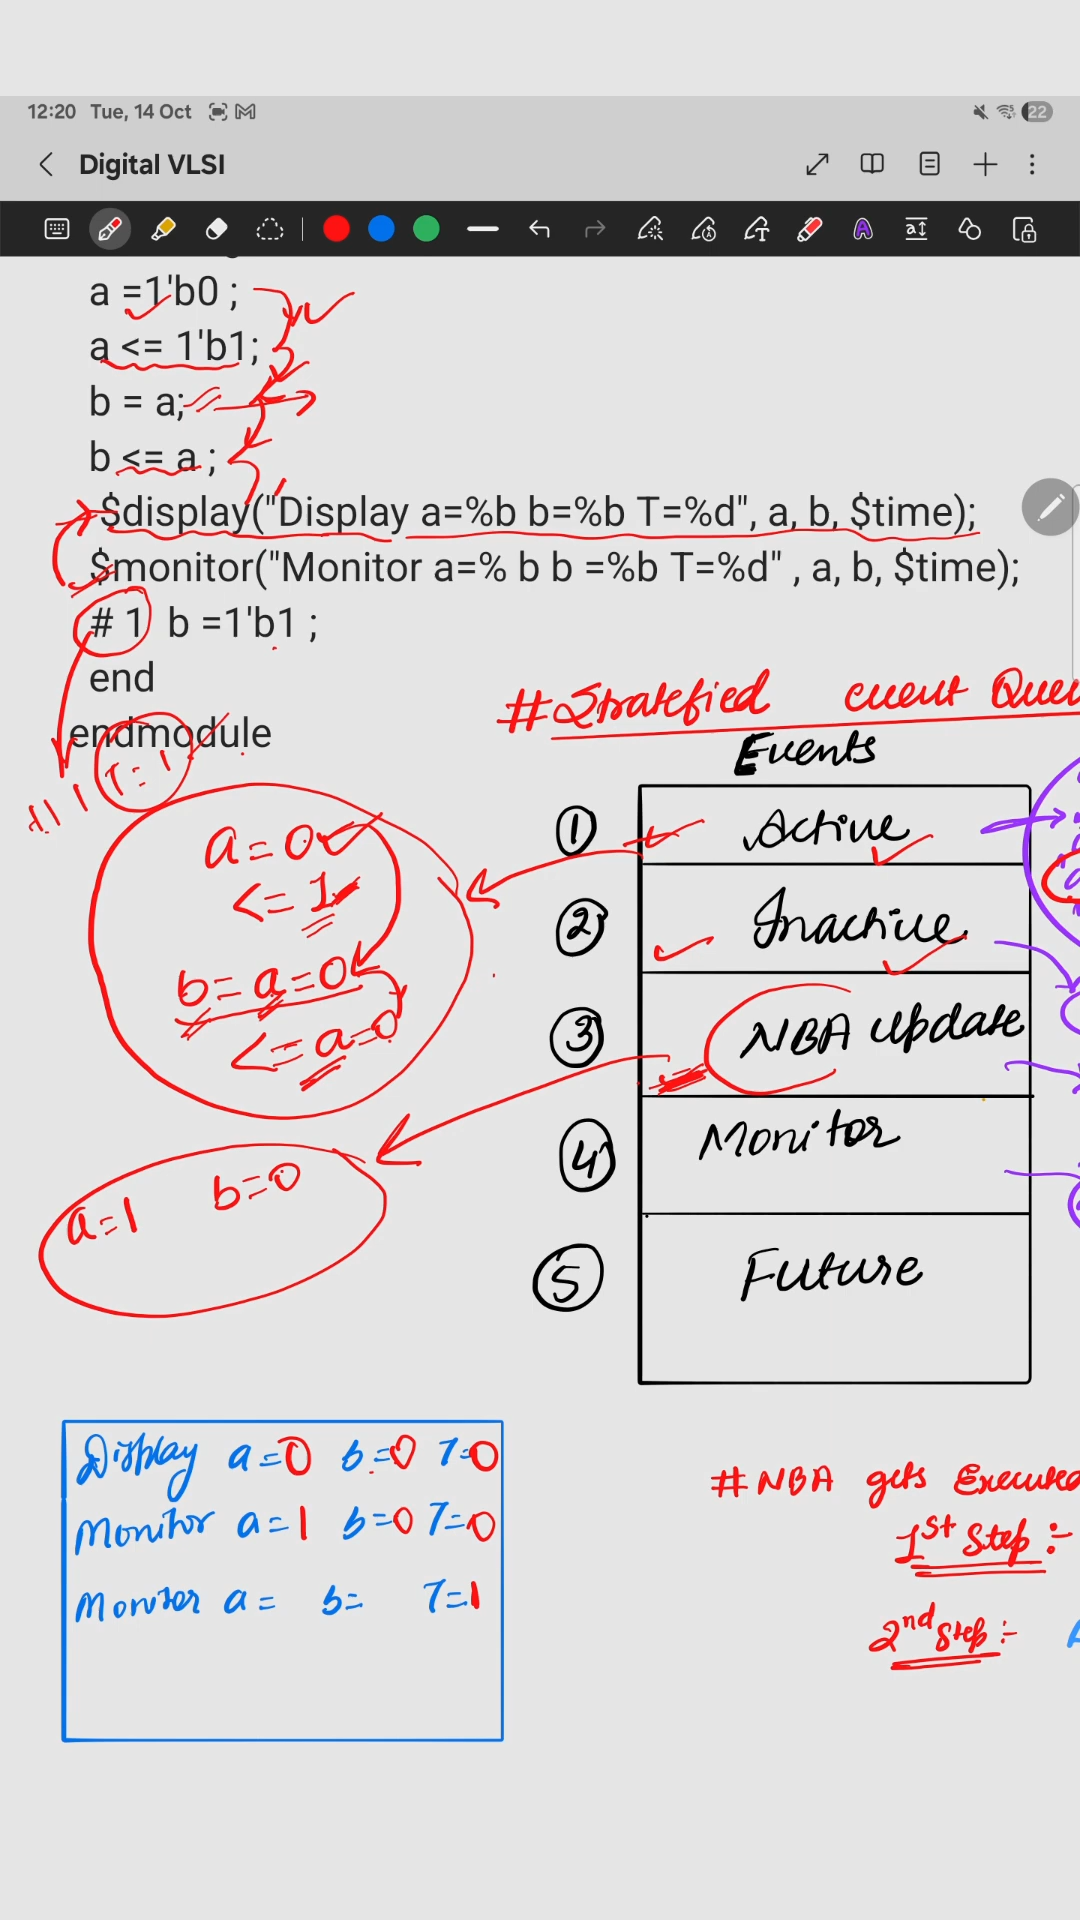 12:20 Tue, 14 Oct
22
Digital VLSI
a =1'b0 ;
a <= 1'b1;
b = a;
b <= a ;
$display("Display a=%b b=%b T=%d", a, b, $time);
$monitor("Monitor a=% b b =%b T=%d" , a, b, $time);
# 1 b =1'b1 ;
end
endmodule
T=1
#Stratefied event Que
Events
① Active
② Inactive
③ NBA Update
④ Monitor
⑤ Future
a=0
<= 1
b=a=0
<=a=0
a=1 b=0
Display a=0 b=0 T=0
Monitor a=1 b=0 T=0
Monitor a= b= T=1
#NBA gets Executed
1st Step :-
2nd Step :-